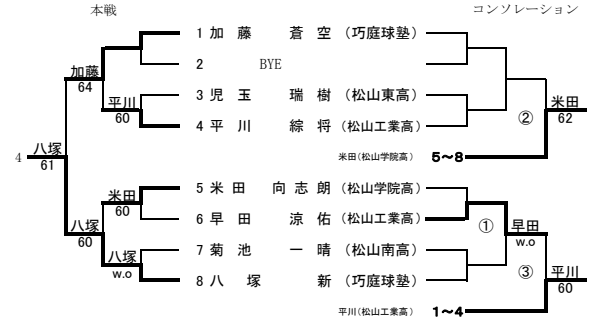 本戦
コンソレーション
1 加藤 蒼空 (巧庭球塾)
加藤
64
2 BYE
3 児玉 瑞樹 (松山東高)
平川
60
米田
62
②
4 平川 綜将 (松山工業高)
米田(松山学院高) 5~8
4
八塚
61
5 米田 向志朗 (松山学院高)
米田
60
6 早田 涼佑 (松山工業高)
八塚
60
①
早田
w.o
7 菊池 一晴 (松山南高)
八塚
w.o
③
平川
60
8 八塚 新 (巧庭球塾)
平川(松山工業高) 1~4